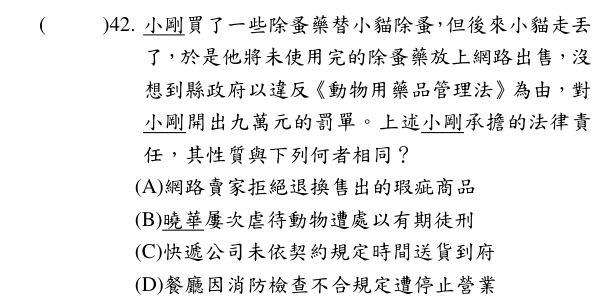 (　　　)42. 小剛買了一些除蚤藥替小貓除蚤，但後來小貓走丟
了，於是他將未使用完的除蚤藥放上網路出售，沒
想到縣政府以違反《動物用藥品管理法》為由，對
小剛開出九萬元的罰單。上述小剛承擔的法律責
任，其性質與下列何者相同？
(A)網路賣家拒絕退換售出的瑕疵商品
(B)曉華屢次虐待動物遭處以有期徒刑
(C)快遞公司未依契約規定時間送貨到府
(D)餐廳因消防檢查不合規定遭停止營業